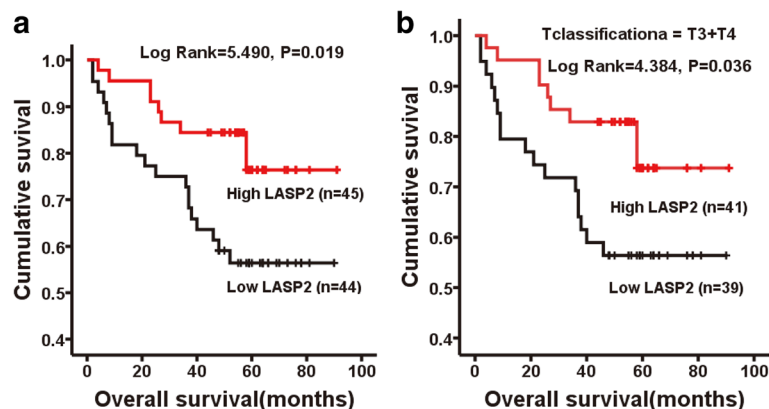 a
Log Rank=5.490, P=0.019
Cumulative suvival
1.0
0.9
0.8
0.7
0.6
0.5
0.4
High LASP2 (n=45)
Low LASP2 (n=44)
0 20 40 60 80 100
Overall survival(months)
b
Tclassificationa = T3+T4
Log Rank=4.384, P=0.036
Cumulative suvival
1.0
0.9
0.8
0.7
0.6
0.5
0.4
High LASP2 (n=41)
Low LASP2 (n=39)
0 20 40 60 80 100
Overall survival(months)